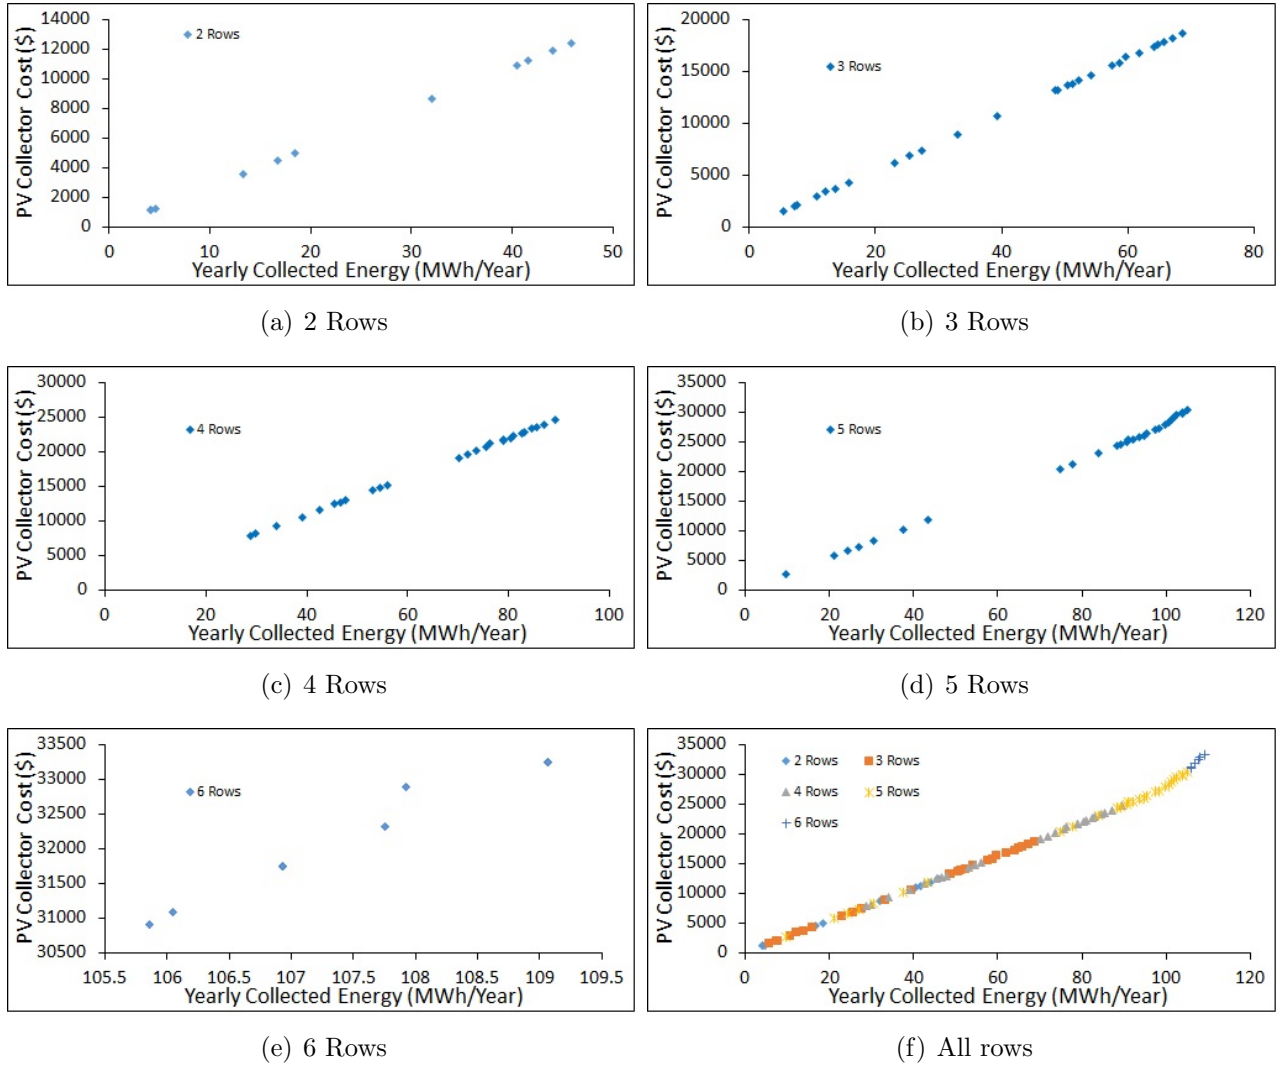 PV Collector Cost($)
14000
12000
10000
8000
6000
4000
2000
0
2 Rows
0 10 20 30 40 50
Yearly Collected Energy (MWh/Year)
(a) 2 Rows
PV Collector Cost($)
20000
15000
10000
5000
0
3 Rows
0 20 40 60 80
Yearly Collected Energy (MWh/Year)
(b) 3 Rows
PV Collector Cost($)
30000
25000
20000
15000
10000
5000
0
4 Rows
0 20 40 60 80 100
Yearly Collected Energy (MWh/Year)
(c) 4 Rows
PV Collector Cost($)
35000
30000
25000
20000
15000
10000
5000
0
5 Rows
0 20 40 60 80 100 120
Yearly Collected Energy (MWh/Year)
(d) 5 Rows
PV Collector Cost($)
33500
33000
32500
32000
31500
31000
30500
6 Rows
105.5 106 106.5 107 107.5 108 108.5 109 109.5
Yearly Collected Energy (MWh/Year)
(e) 6 Rows
PV Collector Cost($)
35000
30000
25000
20000
15000
10000
5000
0
2 Rows 3 Rows
4 Rows 5 Rows
6 Rows
0 20 40 60 80 100 120
Yearly Collected Energy (MWh/Year)
(f) All rows